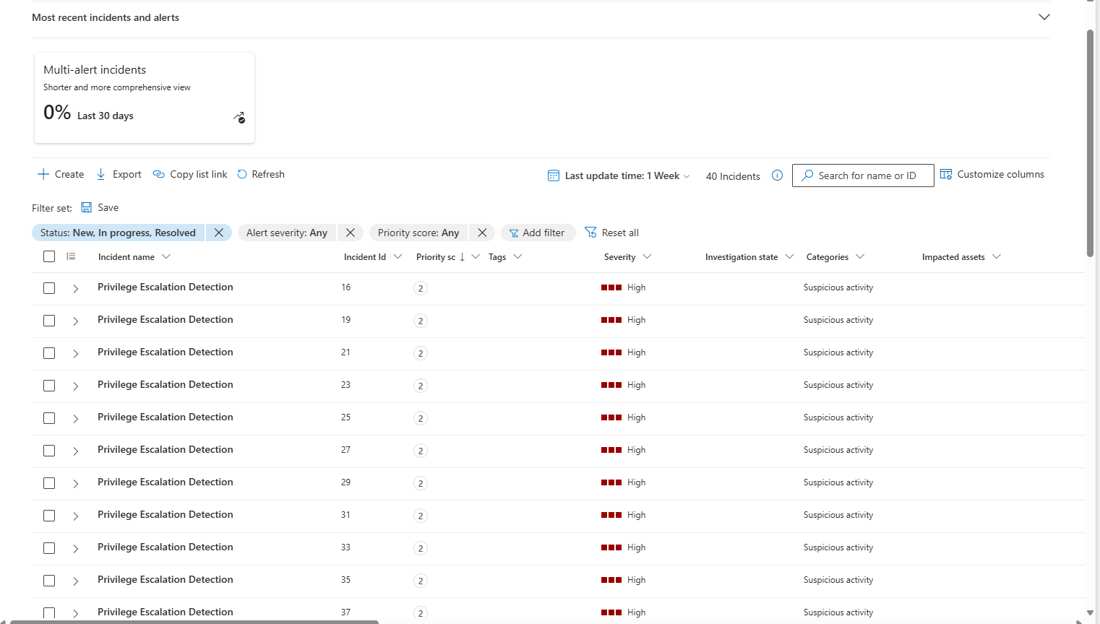 Most recent incidents and alerts
Multi-alert incidents
Shorter and more comprehensive view
0% Last 30 days
Create Export Copy list link Refresh Last update time: 1 Week 40 Incidents Search for name or ID Customize columns
Filter set: Save
Status: New, In progress, Resolved Alert severity: Any Priority score: Any Add filter Reset all
Incident name Incident Id Priority sc Tags Severity Investigation state Categories Impacted assets
Privilege Escalation Detection 16 2 High Suspicious activity
Privilege Escalation Detection 19 2 High Suspicious activity
Privilege Escalation Detection 21 2 High Suspicious activity
Privilege Escalation Detection 23 2 High Suspicious activity
Privilege Escalation Detection 25 2 High Suspicious activity
Privilege Escalation Detection 27 2 High Suspicious activity
Privilege Escalation Detection 29 2 High Suspicious activity
Privilege Escalation Detection 31 2 High Suspicious activity
Privilege Escalation Detection 33 2 High Suspicious activity
Privilege Escalation Detection 35 2 High Suspicious activity
Privilege Escalation Detection 37 2 High Suspicious activity